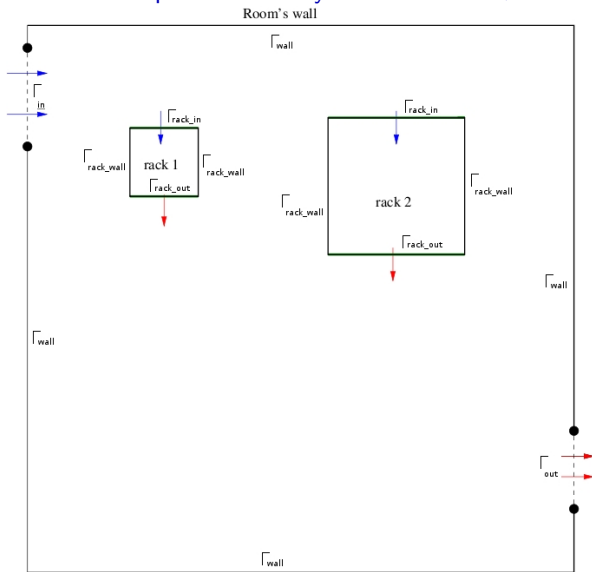 Room's wall
Γwall
Γin
Γrack_in
Γrack_in
Γrack_wall
rack 1
Γrack_wall
Γrack_out
Γrack_wall
rack 2
Γrack_wall
Γrack_out
Γwall
Γwall
Γout
Γwall